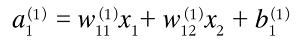 $a_1^{(1)} = w_{11}^{(1)} x_1 + w_{12}^{(1)} x_2 + b_1^{(1)}$